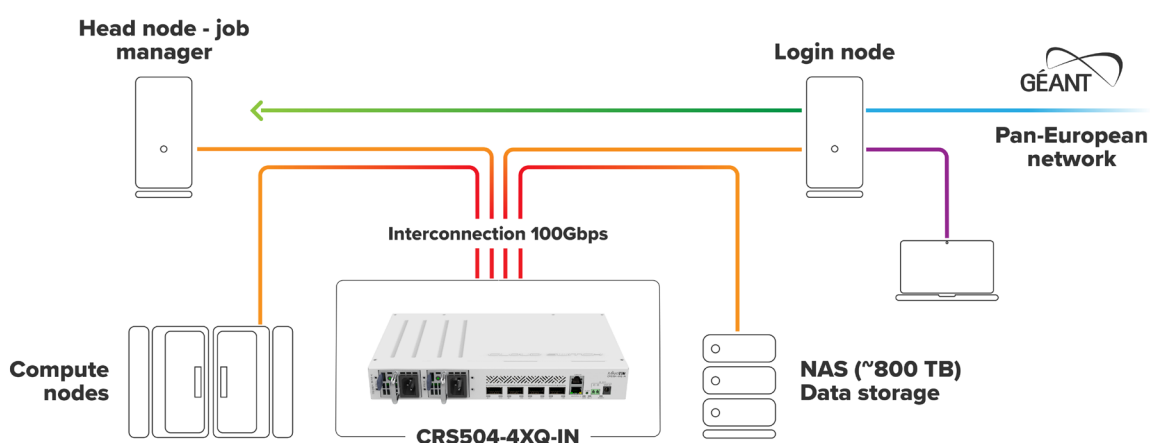 Head node - job
manager
Login node
GÉANT
Pan-European
network
Interconnection 100Gbps
Compute
nodes
NAS (~800 TB)
Data storage
CRS504-4XQ-IN